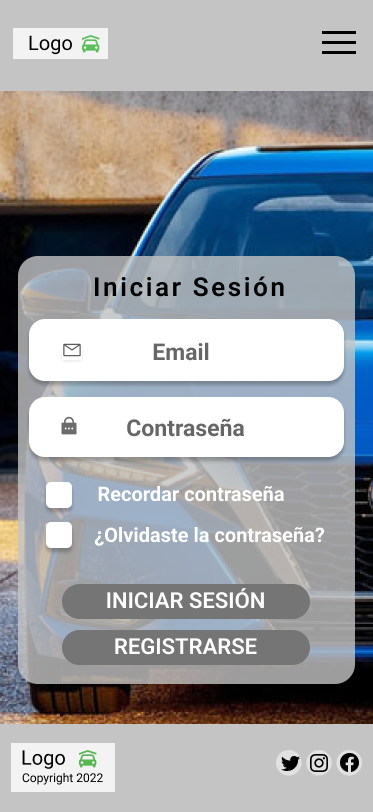 Logo
Iniciar Sesión
Email
Contraseña
Recordar contraseña
¿Olvidaste la contraseña?
INICIAR SESIÓN
REGISTRARSE
Logo
Copyright 2022